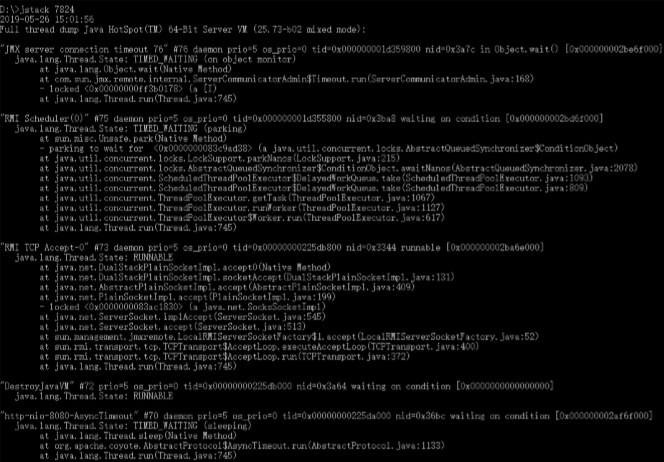 D:\>jstack 7824
2019-05-26 15:01:56
Full thread dump Java HotSpot(TM) 64-Bit Server VM (25.73-b02 mixed mode):
"JMX server connection timeout 76" #76 daemon prio=5 os_prio=0 tid=0x000000001d359800 nid=0x3a7c in Object.wait() [0x000000002be6f000]
java.lang.Thread.State: TIMED_WAITING (on object monitor)
at java.lang.Object.wait(Native Method)
at com.sun.jmx.remote.internal.ServerCommunicatorAdmin$Timeout.run(ServerCommunicatorAdmin.java:168)
- locked <0x00000000ff3b0178> (a [I)
at java.lang.Thread.run(Thread.java:745)
"RMI Scheduler(0)" #75 daemon prio=5 os_prio=0 tid=0x000000001d355800 nid=0x3ba8 waiting on condition [0x000000002bd6f000]
java.lang.Thread.State: TIMED_WAITING (parking)
at sun.misc.Unsafe.park(Native Method)
- parking to wait for <0x0000000083c9ad38> (a java.util.concurrent.locks.AbstractQueuedSynchronizer$ConditionObject)
at java.util.concurrent.locks.LockSupport.parkNanos(LockSupport.java:215)
at java.util.concurrent.locks.AbstractQueuedSynchronizer$ConditionObject.awaitNanos(AbstractQueuedSynchronizer.java:2078)
at java.util.concurrent.ScheduledThreadPoolExecutor$DelayedWorkQueue.take(ScheduledThreadPoolExecutor.java:1093)
at java.util.concurrent.ScheduledThreadPoolExecutor$DelayedWorkQueue.take(ScheduledThreadPoolExecutor.java:809)
at java.util.concurrent.ThreadPoolExecutor.getTask(ThreadPoolExecutor.java:1067)
at java.util.concurrent.ThreadPoolExecutor.runWorker(ThreadPoolExecutor.java:1127)
at java.util.concurrent.ThreadPoolExecutor$Worker.run(ThreadPoolExecutor.java:617)
at java.lang.Thread.run(Thread.java:745)
"RMI TCP Accept-0" #73 daemon prio=5 os_prio=0 tid=0x00000000225db800 nid=0x3344 runnable [0x000000002ba6e000]
java.lang.Thread.State: RUNNABLE
at java.net.DualStackPlainSocketImpl.accept0(Native Method)
at java.net.DualStackPlainSocketImpl.socketAccept(DualStackPlainSocketImpl.java:131)
at java.net.AbstractPlainSocketImpl.accept(AbstractPlainSocketImpl.java:409)
at java.net.PlainSocketImpl.accept(PlainSocketImpl.java:199)
- locked <0x0000000083ac1830> (a java.net.SocksSocketImpl)
at java.net.ServerSocket.implAccept(ServerSocket.java:545)
at java.net.ServerSocket.accept(ServerSocket.java:513)
at sun.management.jmxremote.LocalRMIServerSocketFactory$1.accept(LocalRMIServerSocketFactory.java:52)
at sun.rmi.transport.tcp.TCPTransport$AcceptLoop.executeAcceptLoop(TCPTransport.java:400)
at sun.rmi.transport.tcp.TCPTransport$AcceptLoop.run(TCPTransport.java:372)
at java.lang.Thread.run(Thread.java:745)
"DestroyJavaVM" #72 prio=5 os_prio=0 tid=0x00000000225db000 nid=0x3a64 waiting on condition [0x0000000000000000]
java.lang.Thread.State: RUNNABLE
"http-nio-8080-AsyncTimeout" #70 daemon prio=5 os_prio=0 tid=0x00000000225da000 nid=0x36bc waiting on condition [0x000000002af6f000]
java.lang.Thread.State: TIMED_WAITING (sleeping)
at java.lang.Thread.sleep(Native Method)
at org.apache.coyote.AbstractProtocol$AsyncTimeout.run(AbstractProtocol.java:1133)
at java.lang.Thread.run(Thread.java:745)